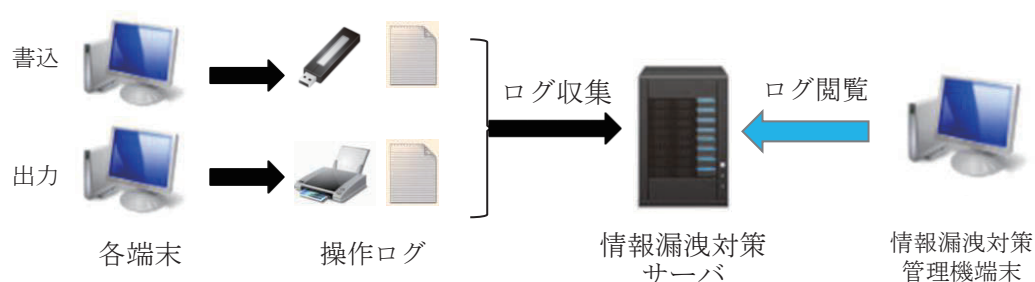 書込
ログ収集
ログ閲覧
出力
各端末
操作ログ
情報漏洩対策
サーバ
情報漏洩対策
管理機端末